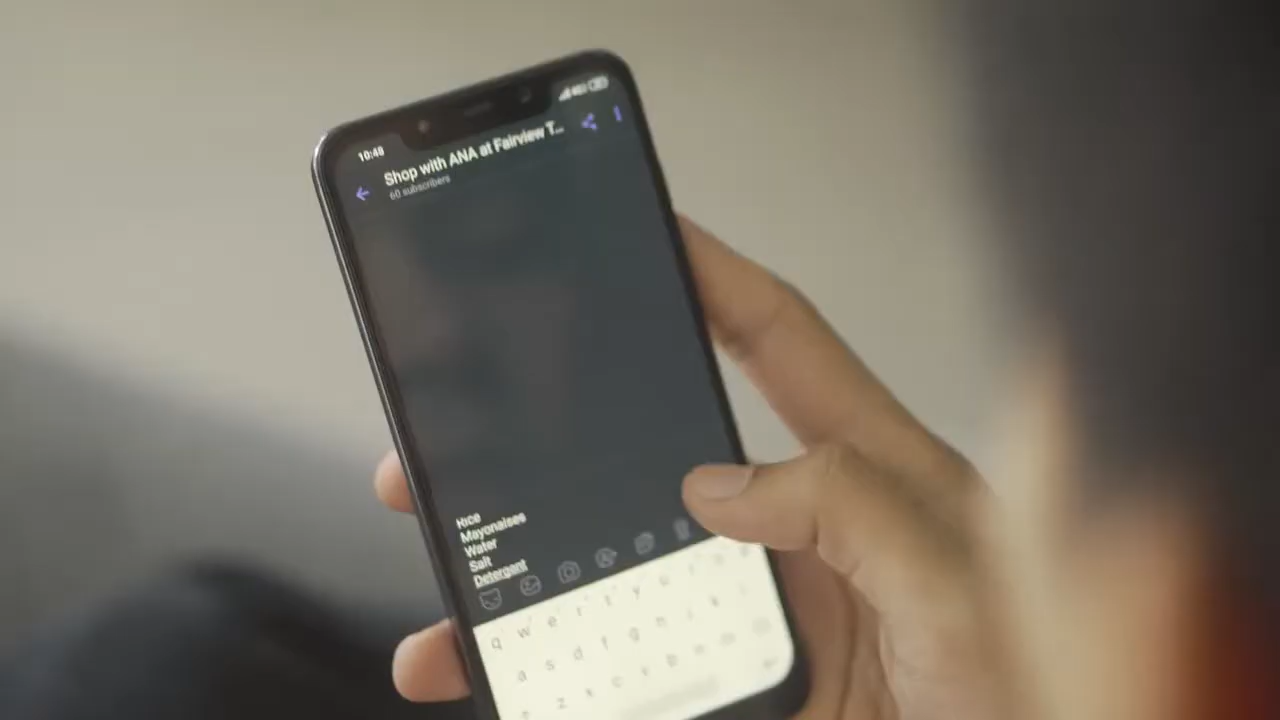 10:48
Shop with ANA at Fairview T...
60 subscribers
Rice
Mayonaises
Water
Salt
Detergent
q w e r t y u
a s d f g h j k
z x c v b n